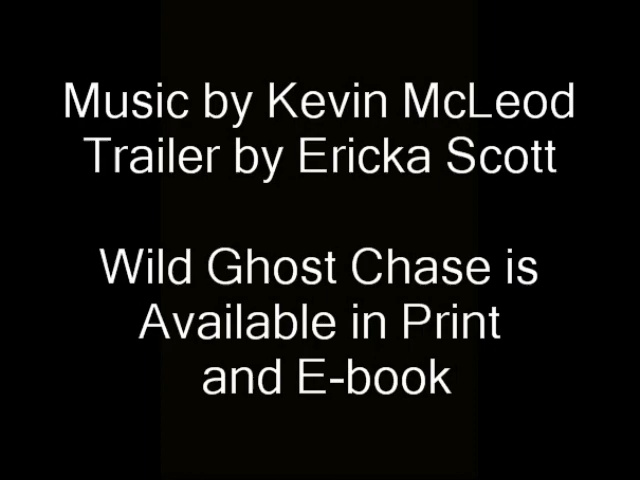 Music by Kevin McLeod
Trailer by Ericka Scott
Wild Ghost Chase is
Available in Print
and E-book